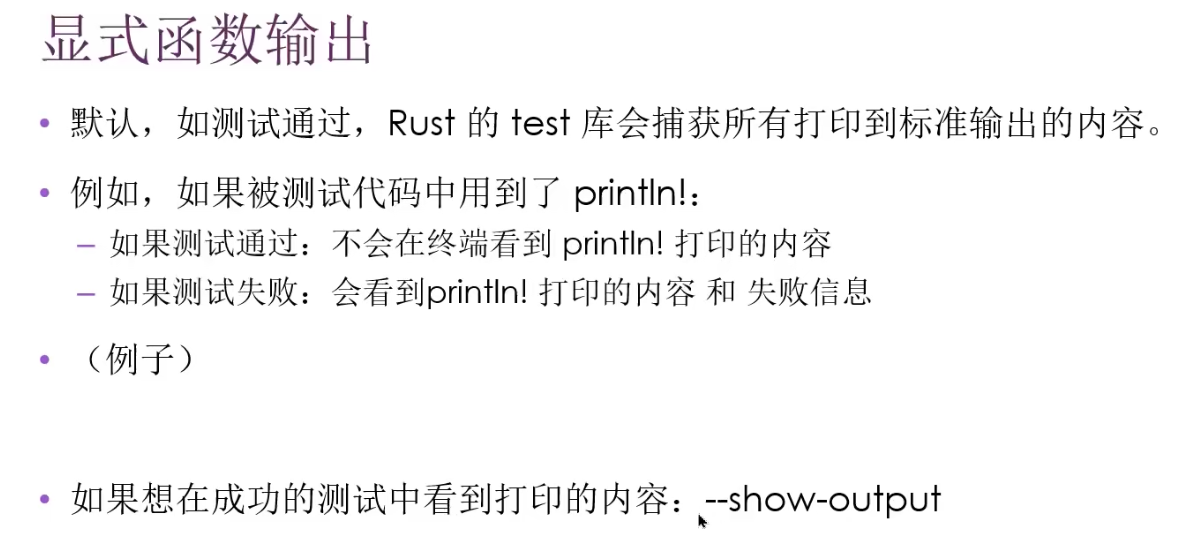 显式函数输出
• 默认，如测试通过，Rust 的 test 库会捕获所有打印到标准输出的内容。
• 例如，如果被测试代码中用到了 println!：
– 如果测试通过：不会在终端看到 println! 打印的内容
– 如果测试失败：会看到println! 打印的内容 和 失败信息
• （例子）
• 如果想在成功的测试中看到打印的内容：--show-output